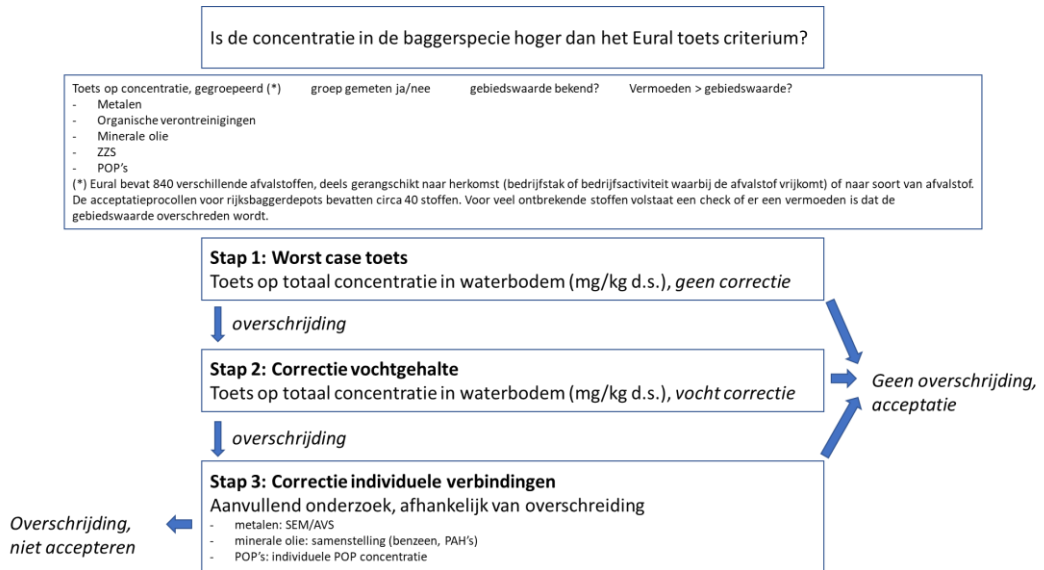 Is de concentratie in de baggerspecie hoger dan het Eural toets criterium?
Toets op concentratie, gegroepeerd (*) groep gemeten ja/nee gebiedswaarde bekend? Vermoeden > gebiedswaarde?
- Metalen
- Organische verontreinigingen
- Minerale olie
- ZZS
- POP's
(*) Eural bevat 840 verschillende afvalstoffen, deels gerangschikt naar herkomst (bedrijfstak of bedrijfsactiviteit waarbij de afvalstof vrijkomt) of naar soort van afvalstof.
De acceptatieprocollen voor rijksbaggerdepots bevatten circa 40 stoffen. Voor veel ontbrekende stoffen volstaat een check of er een vermoeden is dat de
gebiedswaarde overschreden wordt.
Stap 1: Worst case toets
Toets op totaal concentratie in waterbodem (mg/kg d.s.), geen correctie
overschrijding
Stap 2: Correctie vochtgehalte
Toets op totaal concentratie in waterbodem (mg/kg d.s.), vocht correctie
Geen overschrijding,
acceptatie
overschrijding
Stap 3: Correctie individuele verbindingen
Aanvullend onderzoek, afhankelijk van overschreiding
- metalen: SEM/AVS
- minerale olie: samenstelling (benzeen, PAH's)
- POP's: individuele POP concentratie
Overschrijding,
niet accepteren